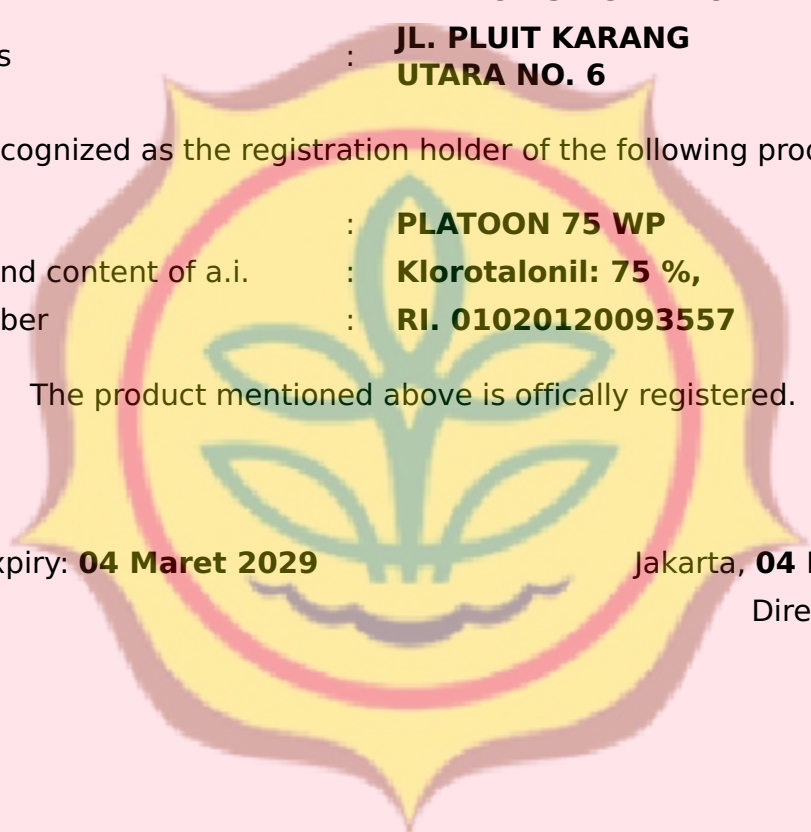 s : JL. PLUIT KARANG
UTARA NO. 6
cognized as the registration holder of the following pro
: PLATOON 75 WP
nd content of a.i. : Klorotalonil: 75 %,
ber : RI. 01020120093557
The product mentioned above is offically registered.
xpiry: 04 Maret 2029 Jakarta, 04
Dire